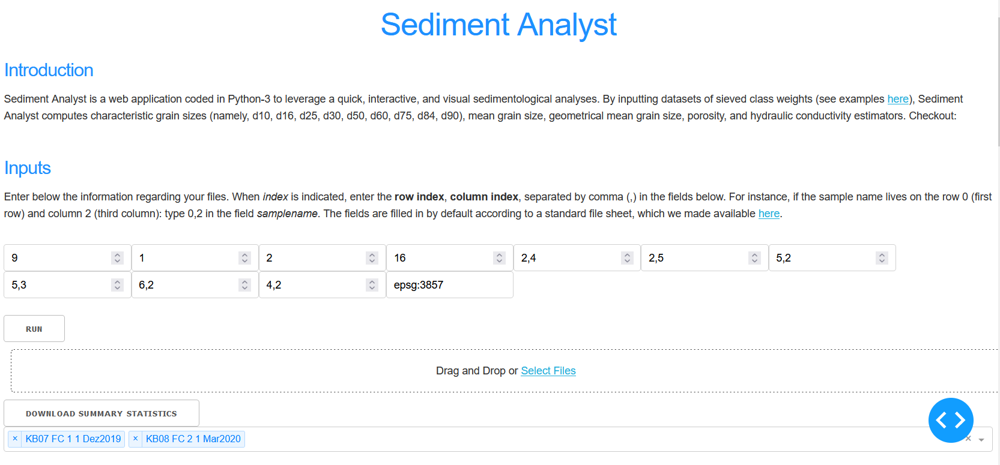 Sediment Analyst
Introduction
Sediment Analyst is a web application coded in Python-3 to leverage a quick, interactive, and visual sedimentological analyses. By inputting datasets of sieved class weights (see examples here), Sediment
Analyst computes characteristic grain sizes (namely, d10, d16, d25, d30, d50, d60, d75, d84, d90), mean grain size, geometrical mean grain size, porosity, and hydraulic conductivity estimators. Checkout:
Inputs
Enter below the information regarding your files. When index is indicated, enter the row index, column index, separated by comma (,) in the fields below. For instance, if the sample name lives on the row 0 (first
row) and column 2 (third column): type 0,2 in the field samplename. The fields are filled in by default according to a standard file sheet, which we made available here.
9 1 2 16 2,4 2,5 5,2
5,3 6,2 4,2 epsg:3857
RUN
Drag and Drop or Select Files
DOWNLOAD SUMMARY STATISTICS
× KB07 FC 1 1 Dez2019 × KB08 FC 2 1 Mar2020 ×